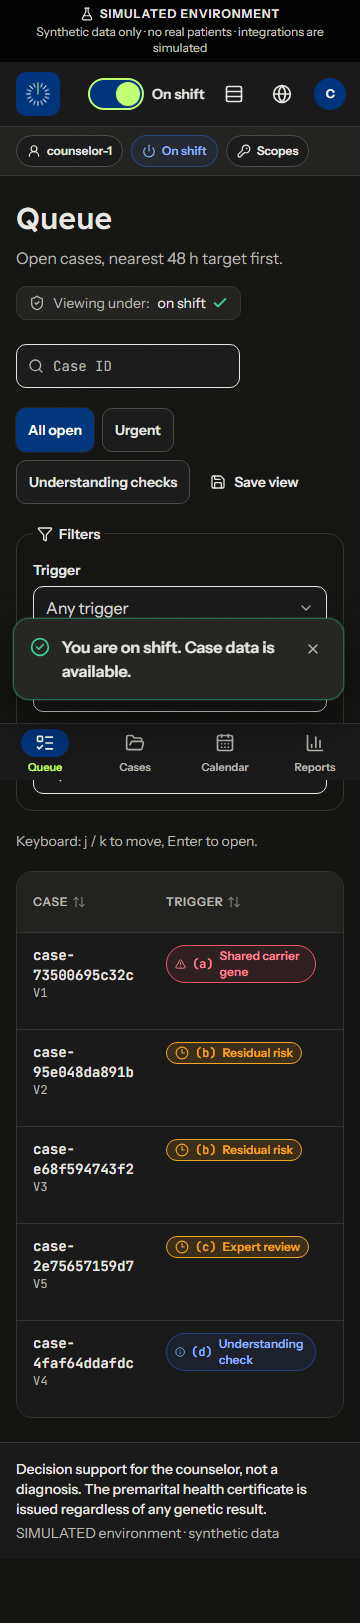 SIMULATED ENVIRONMENT
Synthetic data only · no real patients · integrations are
simulated
On shift
C
counselor-1
On shift
Scopes
Queue
Open cases, nearest 48 h target first.
Viewing under: on shift
Case ID
All open
Urgent
Understanding checks
Save view
Filters
Trigger
Any trigger
You are on shift. Case data is
available.
Queue
Cases
Calendar
Reports
Keyboard: j / k to move, Enter to open.
CASE
TRIGGER
case-
73500695c32c
V1
(a) Shared carrier
gene
case-
95e048da891b
V2
(b) Residual risk
case-
e68f594743f2
V3
(b) Residual risk
case-
2e75657159d7
V5
(c) Expert review
case-
4faf64ddafdc
V4
(d) Understanding
check
Decision support for the counselor, not a
diagnosis. The premarital health certificate is
issued regardless of any genetic result.
SIMULATED environment · synthetic data